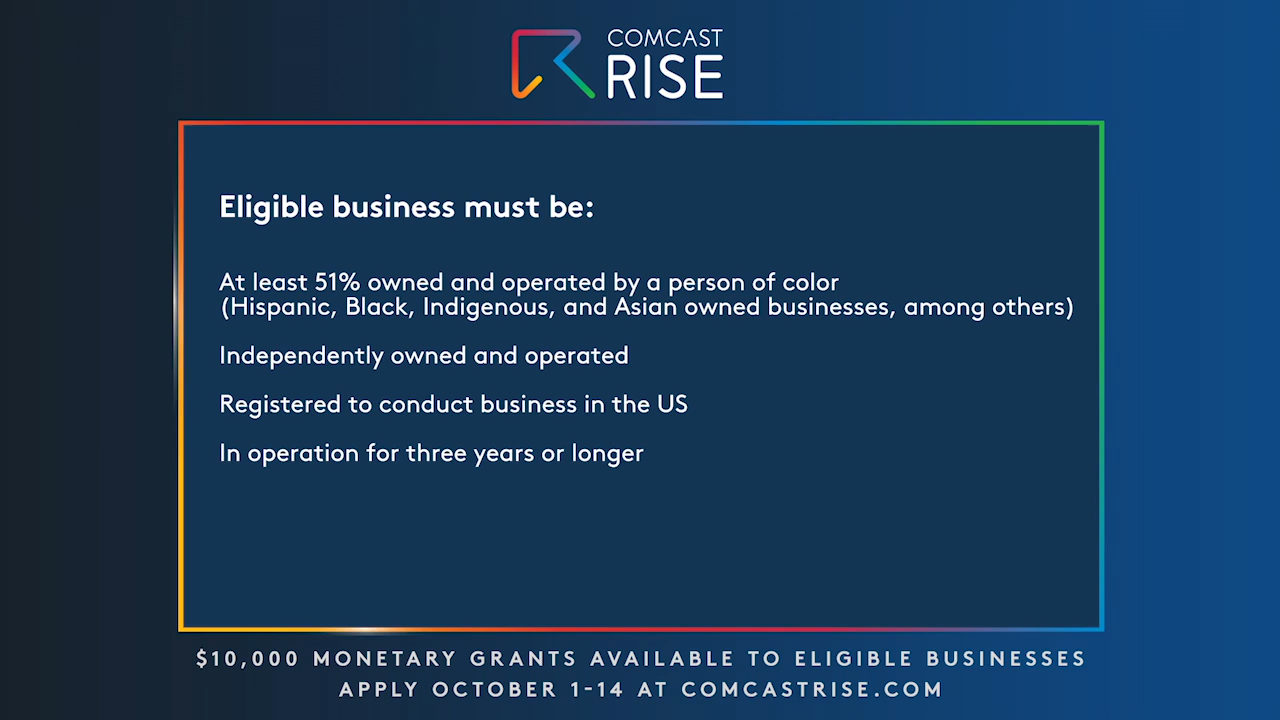 COMCAST
RISE
Eligible business must be:
At least 51% owned and operated by a person of color
(Hispanic, Black, Indigenous, and Asian owned businesses, among others)
Independently owned and operated
Registered to conduct business in the US
In operation for three years or longer
$10,000 MONETARY GRANTS AVAILABLE TO ELIGIBLE BUSINESSES
APPLY OCTOBER 1-14 AT COMCASTRISE.COM